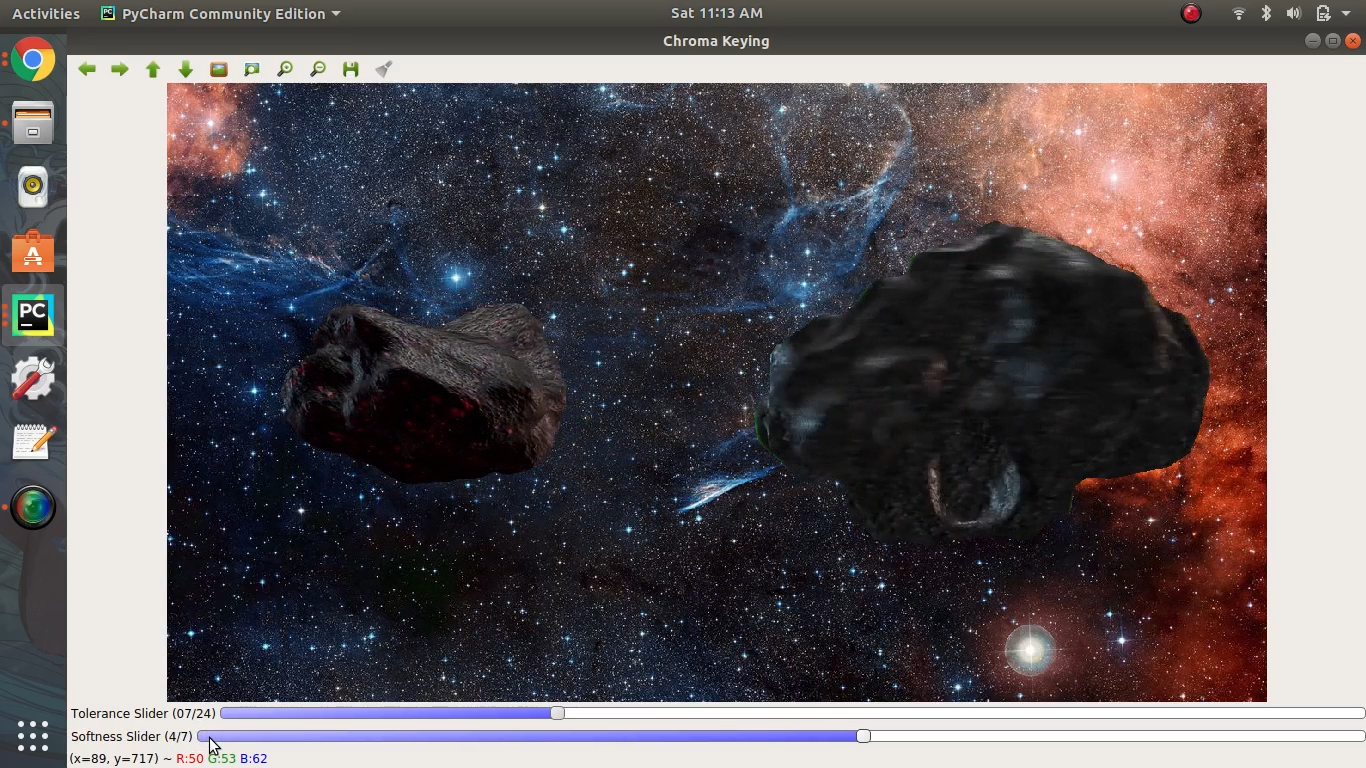 Activities PyCharm Community Edition Sat 11:13 AM
Chroma Keying
PC
Tolerance Slider (07/24)
Softness Slider (4/7)
(x=89, y=717) ~ R:50 G:53 B:62